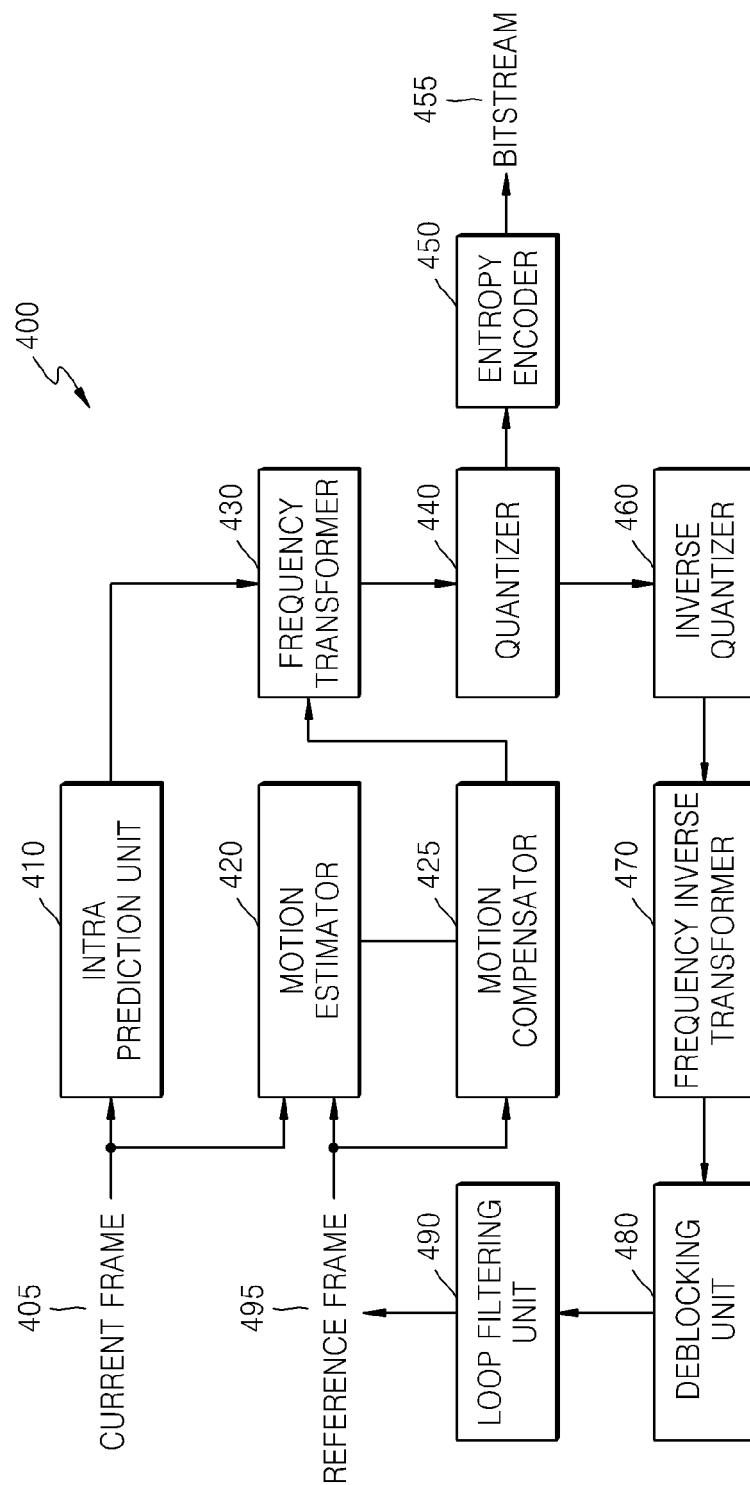 400
405
CURRENT FRAME
410
INTRA
PREDICTION UNIT
495
REFERENCE FRAME
420
MOTION
ESTIMATOR
430
FREQUENCY
TRANSFORMER
490
LOOP FILTERING
UNIT
425
MOTION
COMPENSATOR
440
QUANTIZER
450
ENTROPY
ENCODER
455
BITSTREAM
480
DEBLOCKING
UNIT
470
FREQUENCY INVERSE
TRANSFORMER
460
INVERSE
QUANTIZER